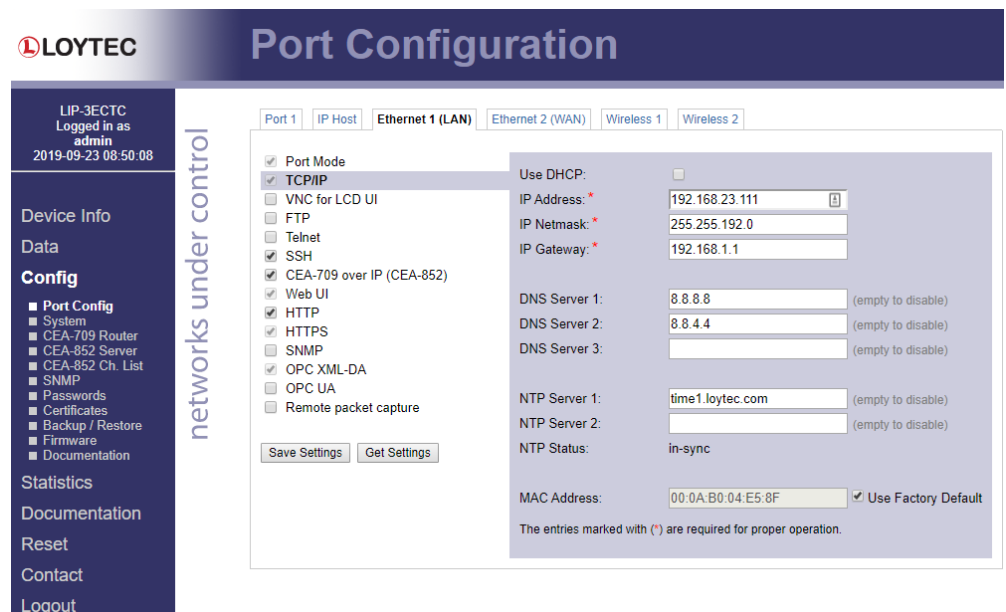 LOYTEC
Port Configuration
LIP-3ECTC
Logged in as
admin
2019-09-23 08:50:08
Device Info
Data
Config
Port Config
System
CEA-709 Router
CEA-852 Server
CEA-852 Ch. List
SNMP
Passwords
Certificates
Backup / Restore
Firmware
Documentation
Statistics
Documentation
Reset
Contact
Logout
networks under control
Port 1 IP Host Ethernet 1 (LAN) Ethernet 2 (WAN) Wireless 1 Wireless 2
Port Mode
TCP/IP
VNC for LCD UI
FTP
Telnet
SSH
CEA-709 over IP (CEA-852)
Web UI
HTTP
HTTPS
SNMP
OPC XML-DA
OPC UA
Remote packet capture
Save Settings Get Settings
Use DHCP:
IP Address: * 192.168.23.111
IP Netmask: * 255.255.192.0
IP Gateway: * 192.168.1.1
DNS Server 1: 8.8.8.8 (empty to disable)
DNS Server 2: 8.8.4.4 (empty to disable)
DNS Server 3: (empty to disable)
NTP Server 1: time1.loytec.com (empty to disable)
NTP Server 2: (empty to disable)
NTP Status: in-sync
MAC Address: 00:0A:B0:04:E5:8F Use Factory Default
The entries marked with (*) are required for proper operation.